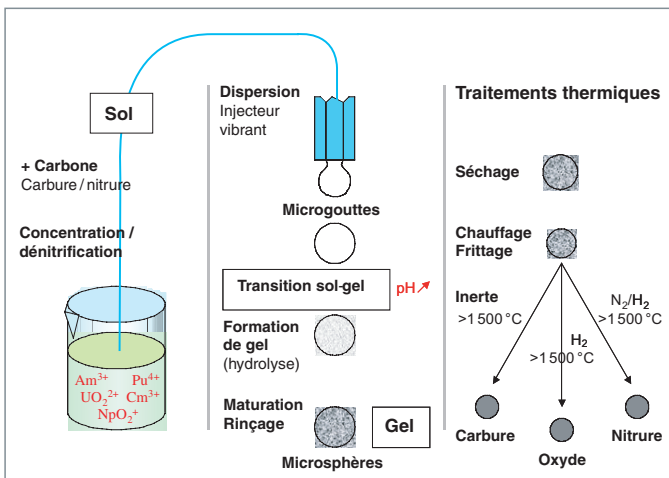 Sol
+ Carbone
Carbure / nitrure
Concentration /
dénitrification
Am³⁺ Pu⁴⁺
UO₂²⁺ Cm³⁺
NpO₂⁺
Dispersion
Injecteur
vibrant
Microgouttes
Transition sol-gel
pH↗
Formation
de gel
(hydrolyse)
Maturation
Rinçage
Gel
Microsphères
Traitements thermiques
Séchage
Chauffage
Frittage
Inerte
>1 500 °C
H₂
>1 500 °C
N₂/H₂
>1 500 °C
Carbure
Oxyde
Nitrure